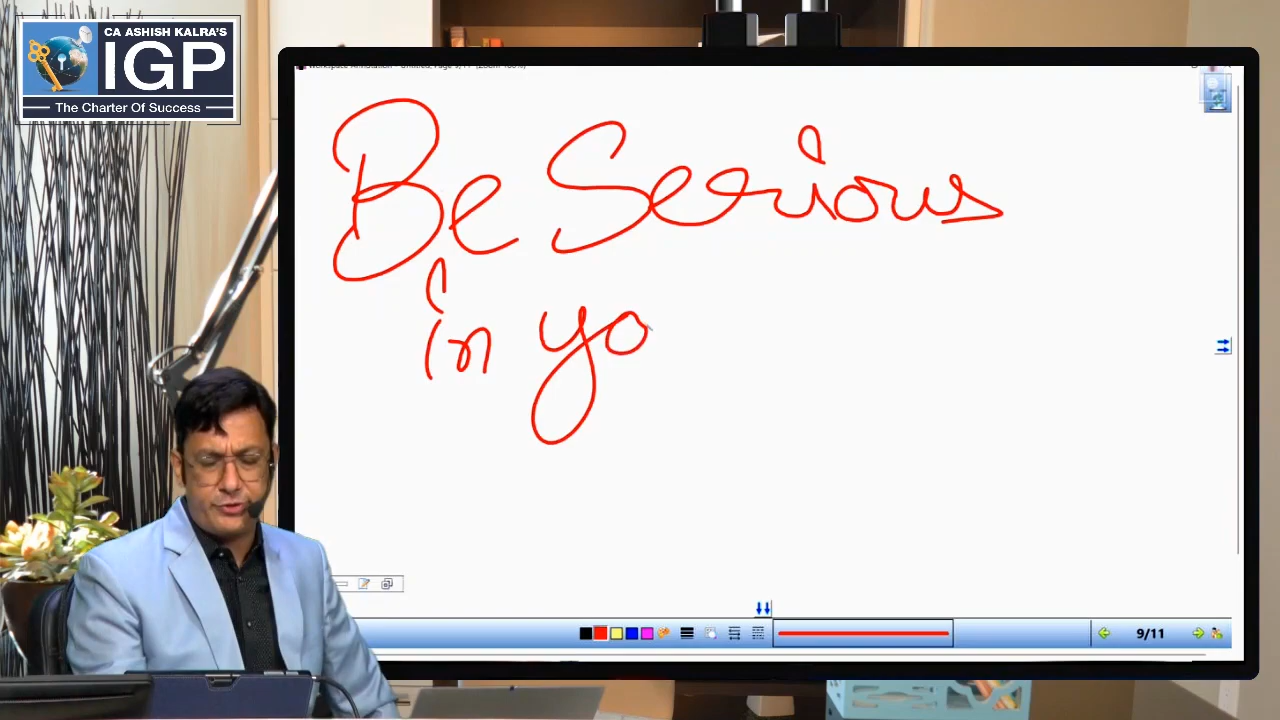 CA ASHISH KALRA'S
IGP
The Charter Of Success
Be Serious
in yo
9/11